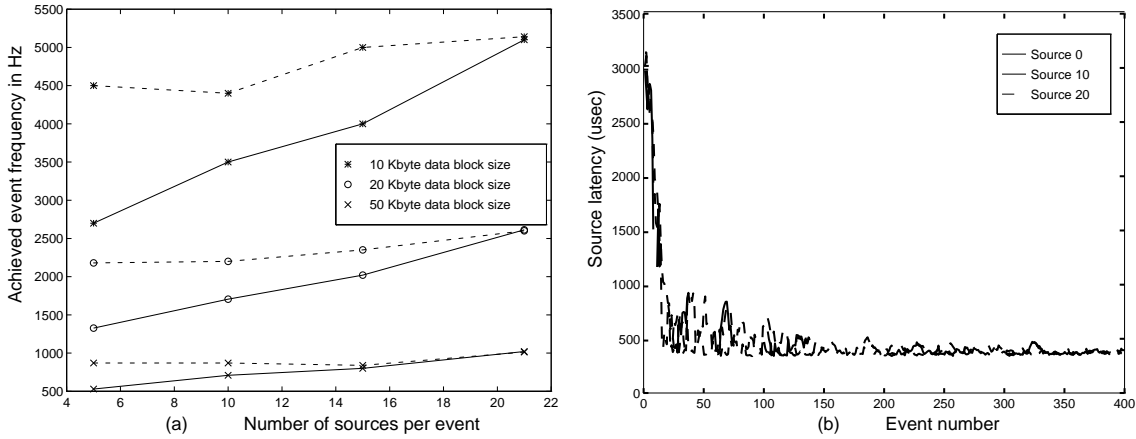 5500
5000
4500
4000
3500
3000
2500
2000
1500
1000
500
Achieved event frequency in Hz
10 Kbyte data block size
20 Kbyte data block size
50 Kbyte data block size
4 6 8 10 12 14 16 18 20 22
(a) Number of sources per event
3500
3000
2500
2000
1500
1000
500
0
Source latency (usec)
Source 0
Source 10
Source 20
0 50 100 150 200 250 300 350 400
(b) Event number